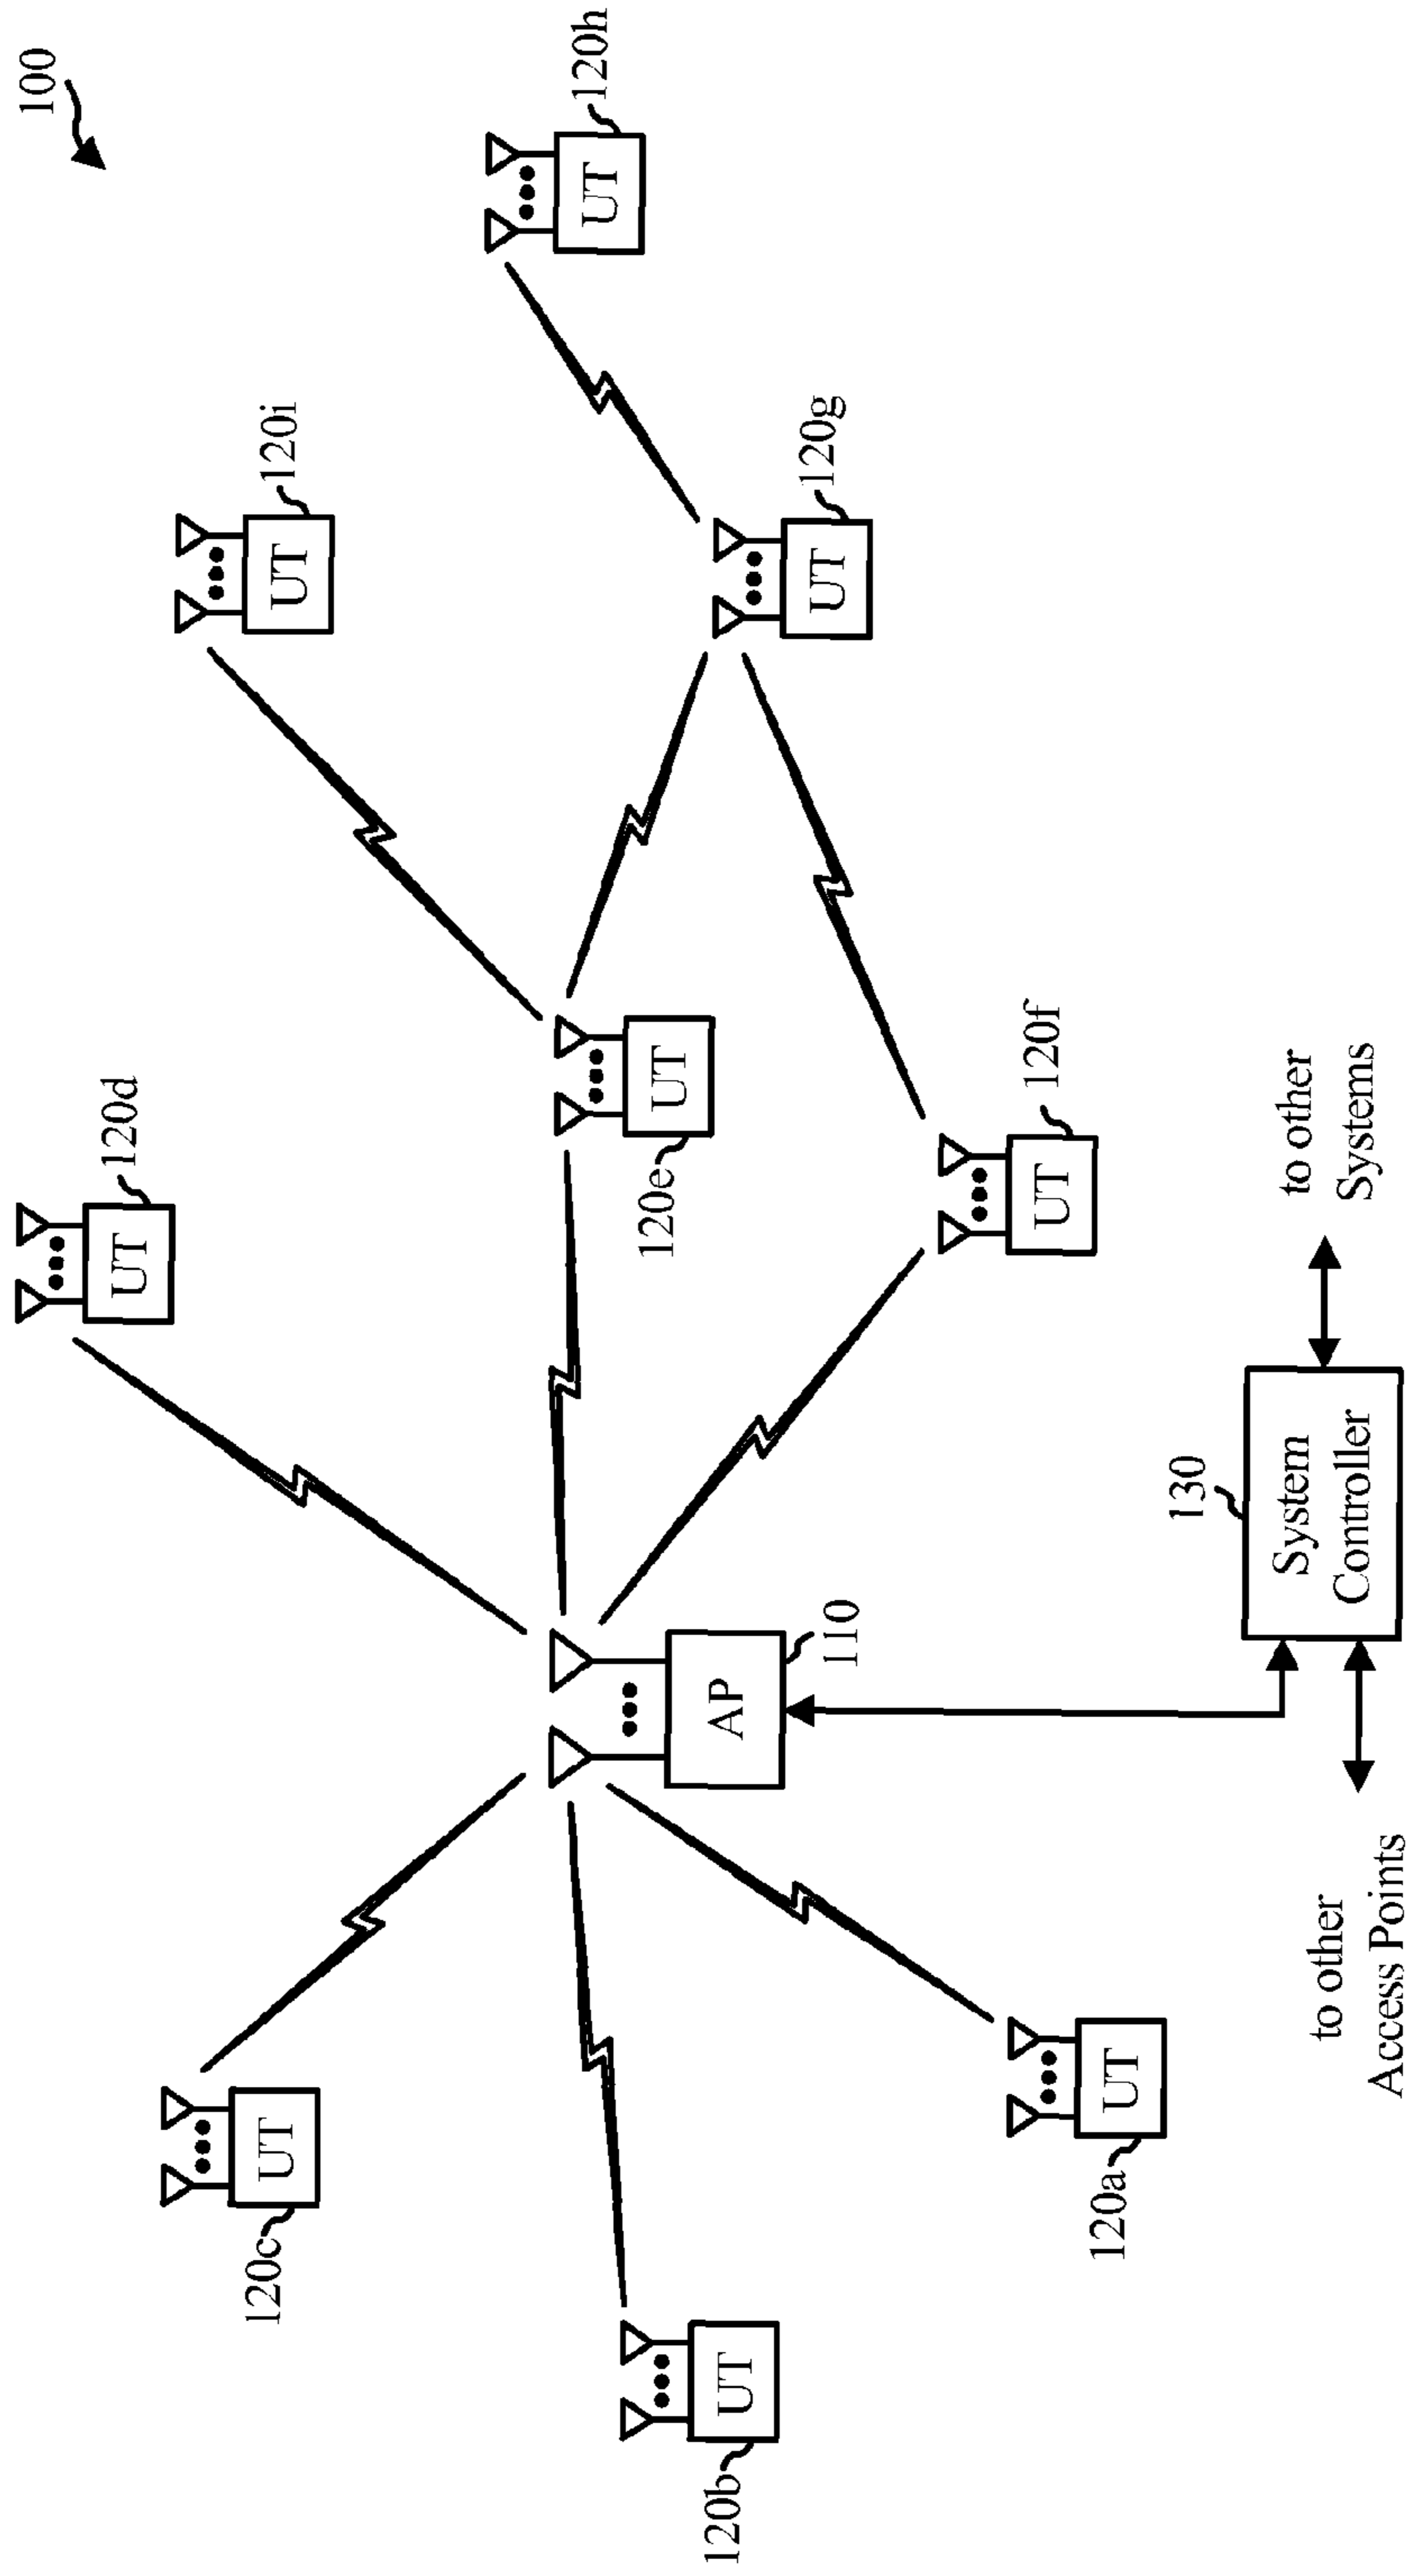 100
UT
120d
UT
120i
UT
120h
UT
120c
UT
120e
UT
120g
AP
110
UT
120b
UT
120f
UT
120a
130
System
Controller
to other
Systems
to other
Access Points